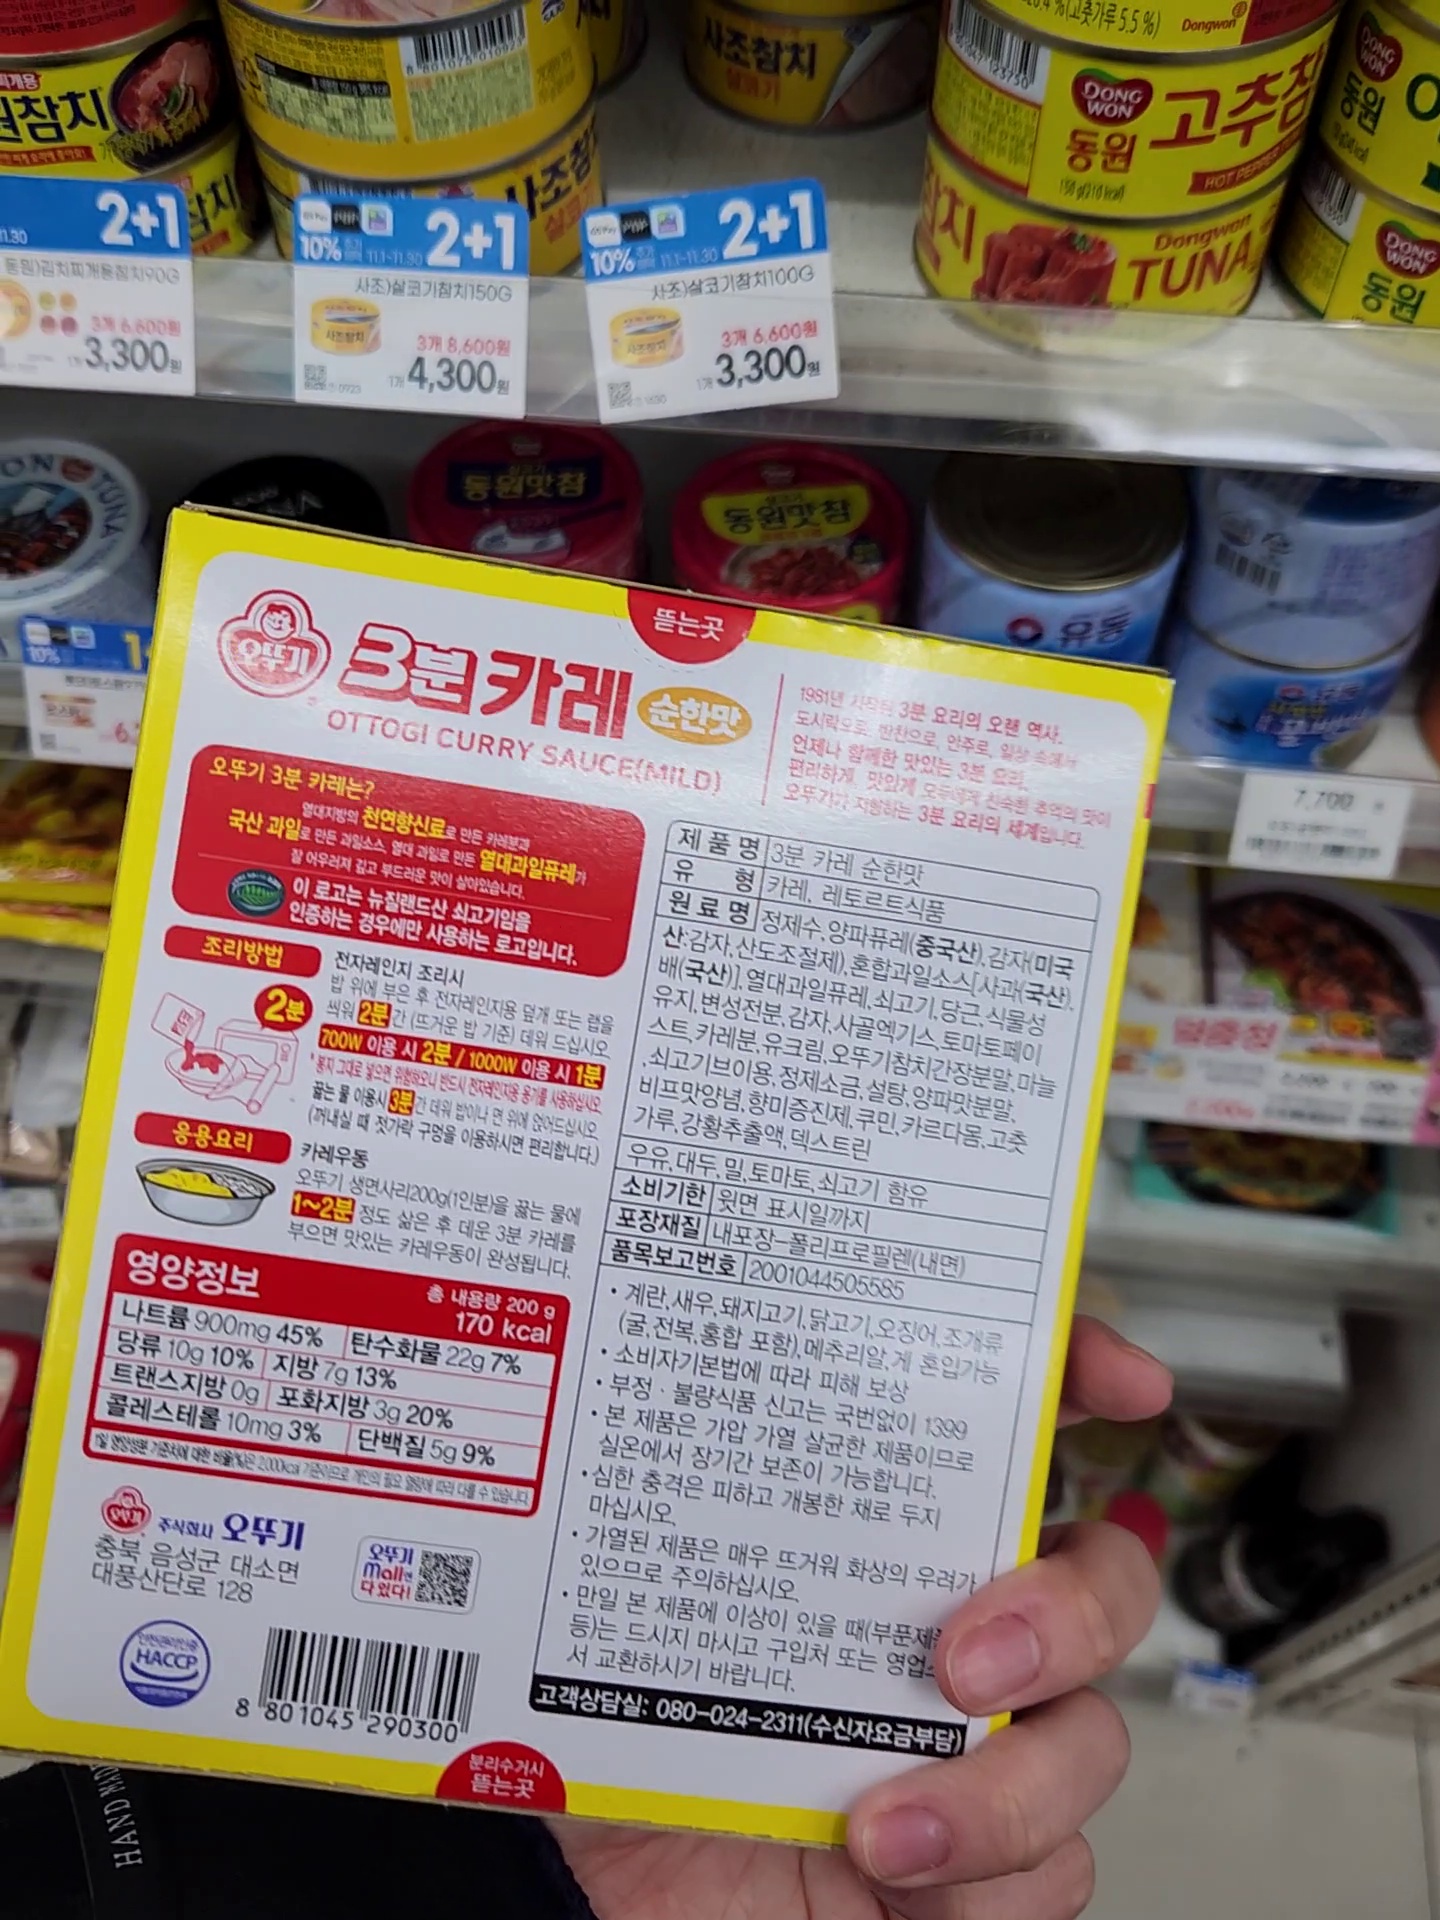 찌개용
참치
사조참치
살코기
(고춧가루 5.5%)
Dongwon
DONG WON
동원
고추참
HOT PEPPER
150 g(210 kcal)
Dongwon
TUNA
DONG WON
동원
DONG WON
동원
11.30
2+1
동원)김치찌개용참치90G
3개 6,600원
3,300원
10% 11.1-11.30
2+1
사조)살코기참치150G
3개 8,600원
1개 4,300원
10% 11.1-11.30
2+1
사조)살코기참치100G
3개 6,600원
1개 3,300원
TUNA
동원맛참
동원맛참
유동
7,700
뜯는곳
오뚜기
3분 카레
순한맛
OTTOGI CURRY SAUCE(MILD)
1981년 시작된 3분 요리의 오랜 역사.
도시락으로, 반찬으로, 안주로, 일상 속에서
언제나 함께한 맛있는 3분 요리.
편리하게, 맛있게 모두에게 친숙한 추억의 맛이
오뚜기가 지향하는 3분 요리의 세계입니다.
오뚜기 3분 카레는?
열대지방의 천연향신료로 만든 카레분과
국산 과일로 만든 과일소스, 열대 과일로 만든 열대과일퓨레가
잘 어우러져 깊고 부드러운 맛이 살아있습니다.
이 로고는 뉴질랜드산 쇠고기임을
인증하는 경우에만 사용하는 로고입니다.
조리방법
2분
전자레인지 조리시
밥 위에 부은 후 전자레인지용 덮개 또는 랩을
씌워 2분간 (뜨거운 밥 기준) 데워 드십시오
700W 이용 시 2분 / 1000W 이용 시 1분
*봉지 그대로 넣으면 위험하오니 반드시 전자레인지용 용기를 사용하십시오.
끓는 물 이용시 3분간 데워 밥이나 면 위에 얹어드십시오
(꺼내실 때 젓가락 구멍을 이용하시면 편리합니다.)
응용요리
카레우동
오뚜기 생면사리200g(1인분)을 끓는 물에
1~2분 정도 삶은 후 데운 3분 카레를
부으면 맛있는 카레우동이 완성됩니다.
영양정보
총 내용량 200 g
170 kcal
나트륨 900mg 45% 탄수화물 22g 7%
당류 10g 10% 지방 7g 13%
트랜스지방 0g 포화지방 3g 20%
콜레스테롤 10mg 3% 단백질 5g 9%
1일 영양성분 기준치에 대한 비율(%)은 2,000kcal 기준이므로 개인의 필요 열량에 따라 다를 수 있습니다.
오뚜기
주식회사 오뚜기
충북 음성군 대소면
대풍산단로 128
오뚜기
Mall에
다있다!
HACCP
8 801045 290300
분리수거시
뜯는곳
제 품 명 3분 카레 순한맛
유 형 카레, 레토르트식품
원 료 명 정제수,양파퓨레(중국산),감자(미국
산:감자,산도조절제),혼합과일소스[사과(국산),
배(국산)],열대과일퓨레,쇠고기,당근,식물성
유지,변성전분,감자,사골엑기스,토마토페이
스트,카레분,유크림,오뚜기참치간장분말,마늘
,쇠고기브이용,정제소금,설탕,양파맛분말,
비프맛양념,향미증진제,쿠민,카르다몸,고춧
가루,강황추출액,덱스트린
우유,대두,밀,토마토,쇠고기 함유
소비기한 윗면 표시일까지
포장재질 내포장-폴리프로필렌(내면)
품목보고번호 2001044505585
• 계란,새우,돼지고기,닭고기,오징어,조개류
(굴,전복,홍합 포함),메추리알,게 혼입가능
• 소비자기본법에 따라 피해 보상
• 부정·불량식품 신고는 국번없이 1399
• 본 제품은 가압 가열 살균한 제품이므로
실온에서 장기간 보존이 가능합니다.
• 심한 충격은 피하고 개봉한 채로 두지
마십시오.
• 가열된 제품은 매우 뜨거워 화상의 우려가
있으므로 주의하십시오.
• 만일 본 제품에 이상이 있을 때(부푼제품
등)는 드시지 마시고 구입처 또는 영업소
서 교환하시기 바랍니다.
고객상담실: 080-024-2311(수신자요금부담)
HAND MAD